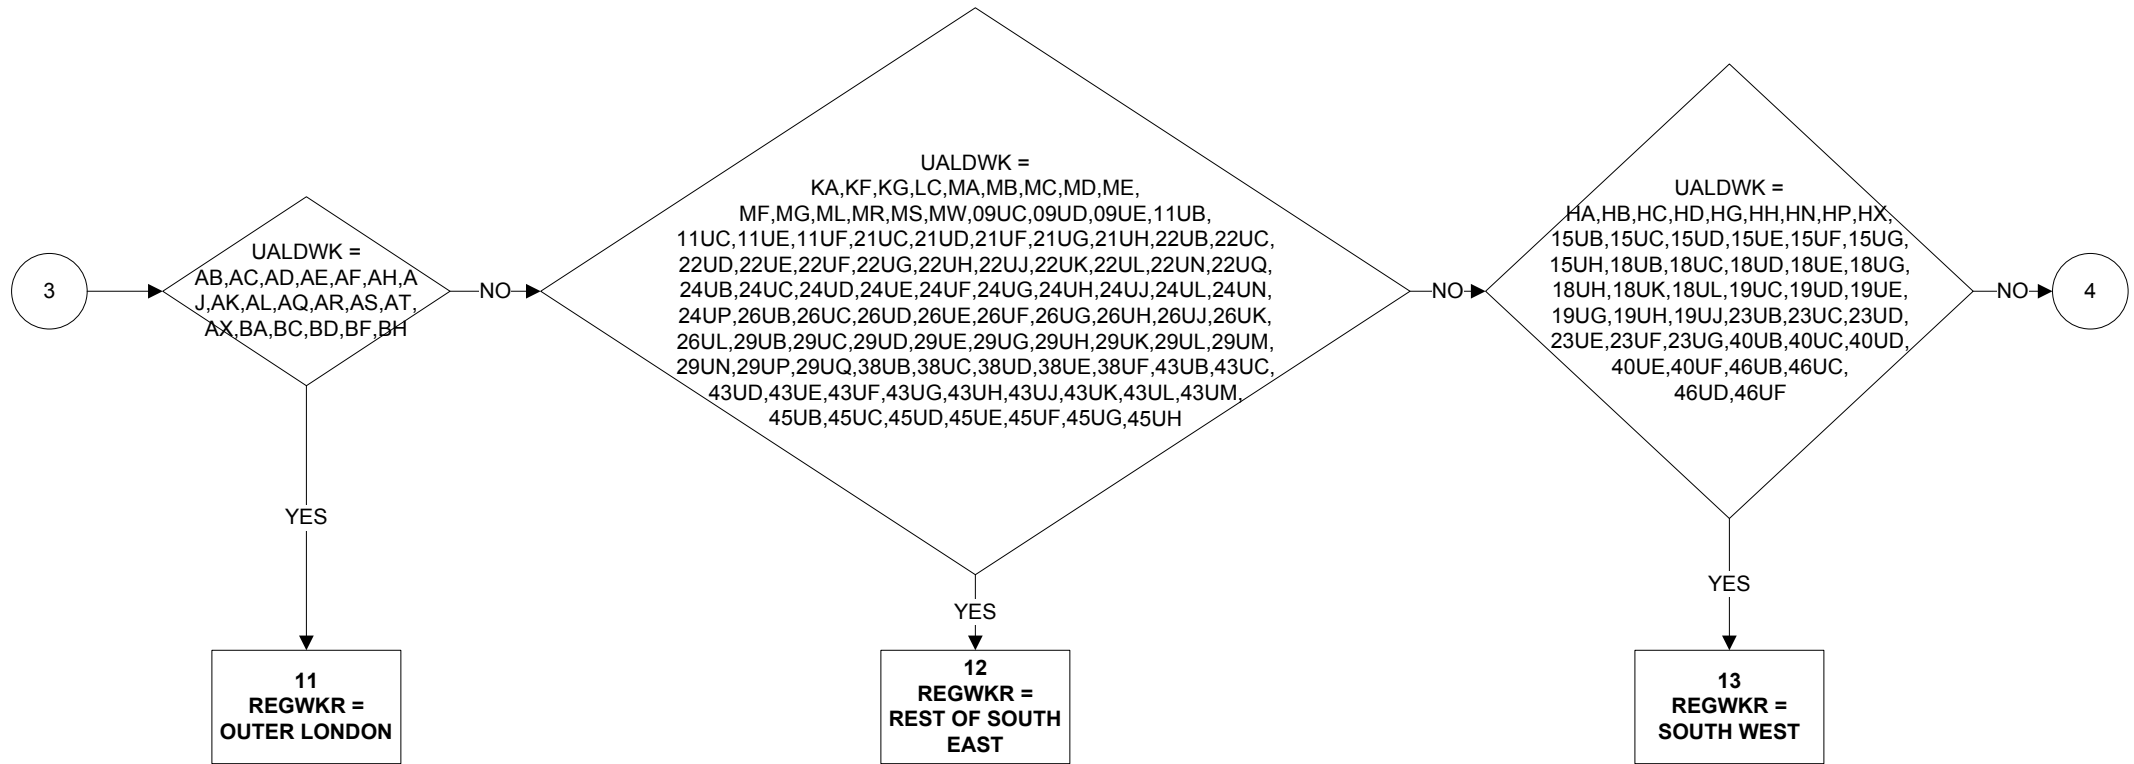 3
UALDWK =
AB,AC,AD,AE,AF,AH,A
J,AK,AL,AQ,AR,AS,AT,
AX,BA,BC,BD,BF,BH
NO
YES
11
REGWKR =
OUTER LONDON
UALDWK =
KA,KF,KG,LC,MA,MB,MC,MD,ME,
MF,MG,ML,MR,MS,MW,09UC,09UD,09UE,11UB,
11UC,11UE,11UF,21UC,21UD,21UF,21UG,21UH,22UB,22UC,
22UD,22UE,22UF,22UG,22UH,22UJ,22UK,22UL,22UN,22UQ,
24UB,24UC,24UD,24UE,24UF,24UG,24UH,24UJ,24UL,24UN,
24UP,26UB,26UC,26UD,26UE,26UF,26UG,26UH,26UJ,26UK,
26UL,29UB,29UC,29UD,29UE,29UG,29UH,29UK,29UL,29UM,
29UN,29UP,29UQ,38UB,38UC,38UD,38UE,38UF,43UB,43UC,
43UD,43UE,43UF,43UG,43UH,43UJ,43UK,43UL,43UM,
45UB,45UC,45UD,45UE,45UF,45UG,45UH
NO
YES
12
REGWKR =
REST OF SOUTH
EAST
UALDWK =
HA,HB,HC,HD,HG,HH,HN,HP,HX,
15UB,15UC,15UD,15UE,15UF,15UG,
15UH,18UB,18UC,18UD,18UE,18UG,
18UH,18UK,18UL,19UC,19UD,19UE,
19UG,19UH,19UJ,23UB,23UC,23UD,
23UE,23UF,23UG,40UB,40UC,40UD,
40UE,40UF,46UB,46UC,
46UD,46UF
NO
4
YES
13
REGWKR =
SOUTH WEST